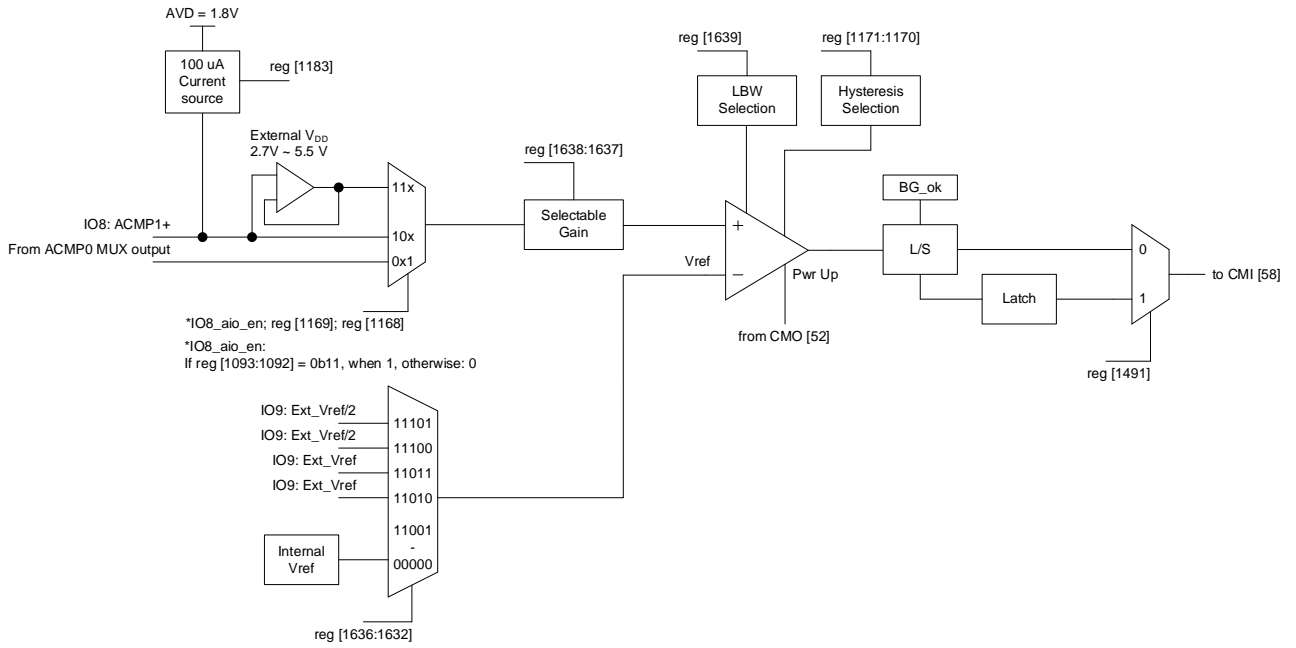 AVD = 1.8V
100 uA
Current
source
reg [1183]
External VDD
2.7V ~ 5.5 V
IO8: ACMP1+
From ACMP0 MUX output
11x
10x
0x1
*IO8_aio_en; reg [1169]; reg [1168]
*IO8_aio_en:
If reg [1093:1092] = 0b11, when 1, otherwise: 0
reg [1638:1637]
Selectable
Gain
reg [1639]
LBW
Selection
reg [1171:1170]
Hysteresis
Selection
+
Vref
–
Pwr Up
from CMO [52]
BG_ok
L/S
Latch
0
1
to CMI [58]
reg [1491]
IO9: Ext_Vref/2
IO9: Ext_Vref/2
IO9: Ext_Vref
IO9: Ext_Vref
11101
11100
11011
11010
11001
-
00000
Internal
Vref
reg [1636:1632]